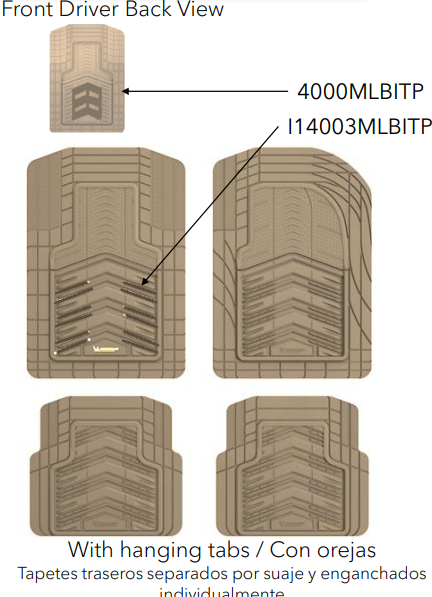 Front Driver Back View
4000MLBITP
I14003MLBITP
With hanging tabs / Con orejas
Tapetes traseros separados por suaje y enganchados
individualmente